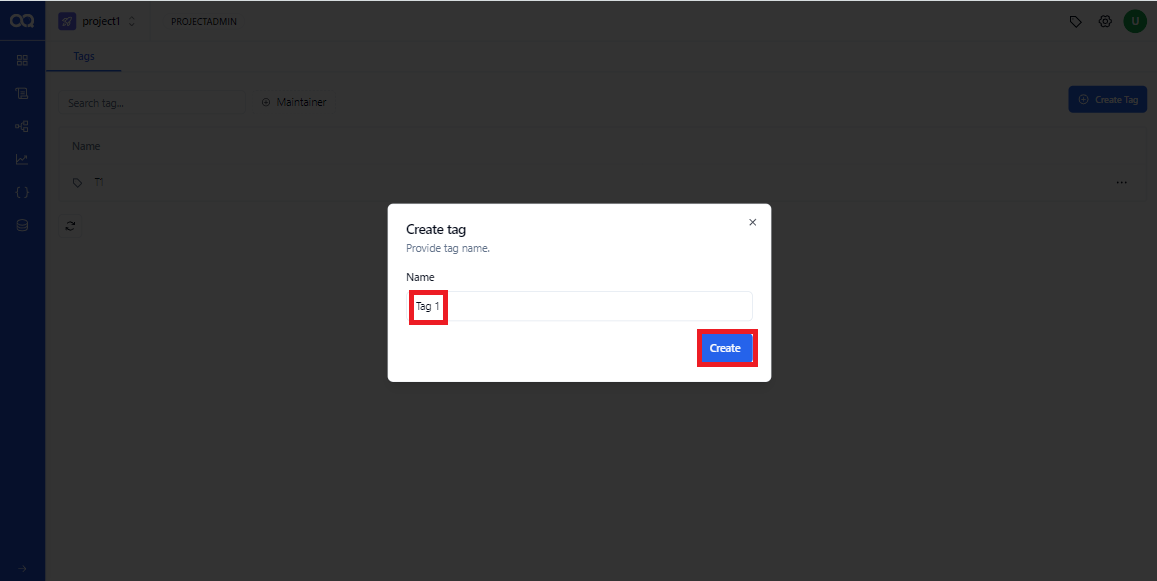 project1
PROJECTADMIN
U
Tags
Search tag...
Maintainer
Create Tag
Name
T1
Create tag
Provide tag name.
Name
Tag 1
Create